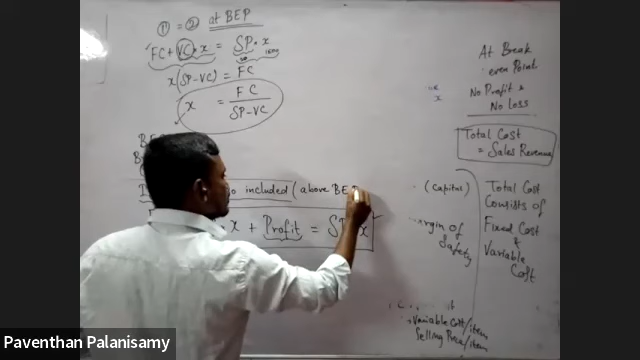 ① = ② at BEP
FC + VC * x = SP * x
x (SP - VC) = FC
x = FC
SP - VC
included (above BEP
x + Profit = SP x
At Break
even Point
No Profit &
No loss
Total Cost
= Sales Revenue
(Capitus)
Margin of
Safety
Total Cost
Consists of
Fixed Cost
&
Variable
Cost
Variable Cost/item
Selling Price/item
Paventhan Palanisamy